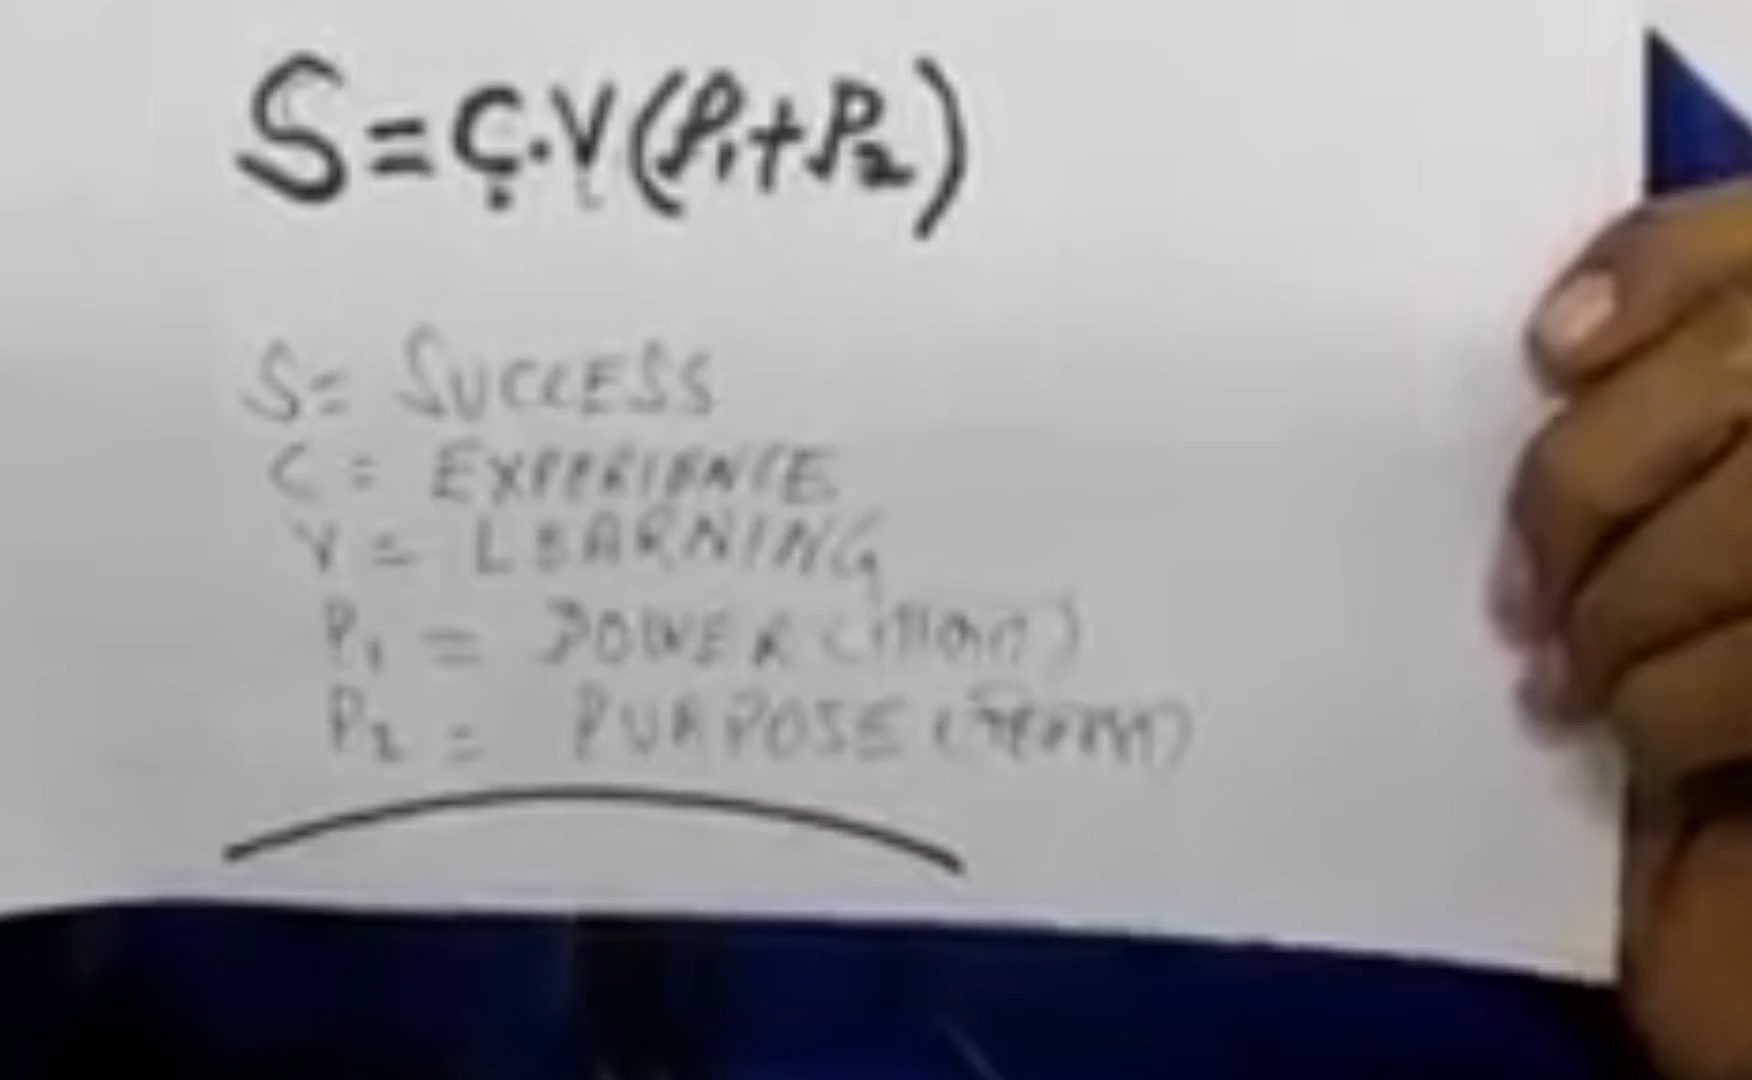 S=C.V(P₁+P₂)
S= SUCCESS
C = EXPERIENCE
V = LEARNING
P₁ = POWER
P₂ = PURPOSE